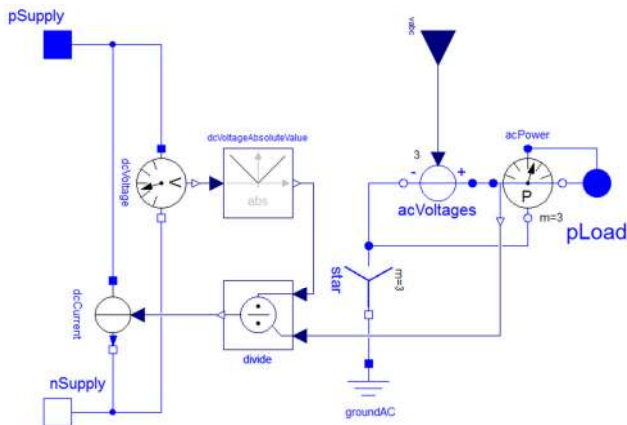 pSupply
vabc
dcVoltageAbsoluteValue
acPower
dcVoltage
V
abs
3
-
+
acVoltages
P
m=3
pLoad
star
m=3
dcCurrent
divide
nSupply
groundAC